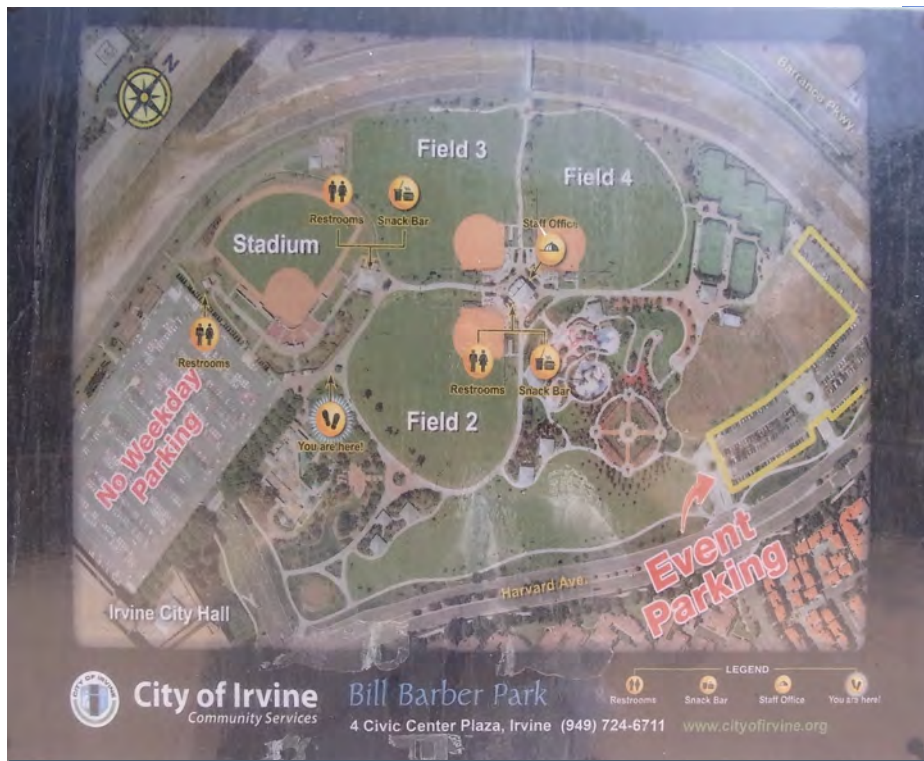 N
Barranca Pkwy.
Field 3
Field 4
Restrooms
Snack Bar
Staff Office
Stadium
Restrooms
Restrooms
Snack Bar
No Weekday
Parking
Field 2
You are here!
Event
Parking
Harvard Ave.
Irvine City Hall
CITY OF IRVINE
City of Irvine
Community Services
Bill Barber Park
4 Civic Center Plaza, Irvine (949) 724-6711
www.cityofirvine.org
LEGEND
Restrooms
Snack Bar
Staff Office
You are here!